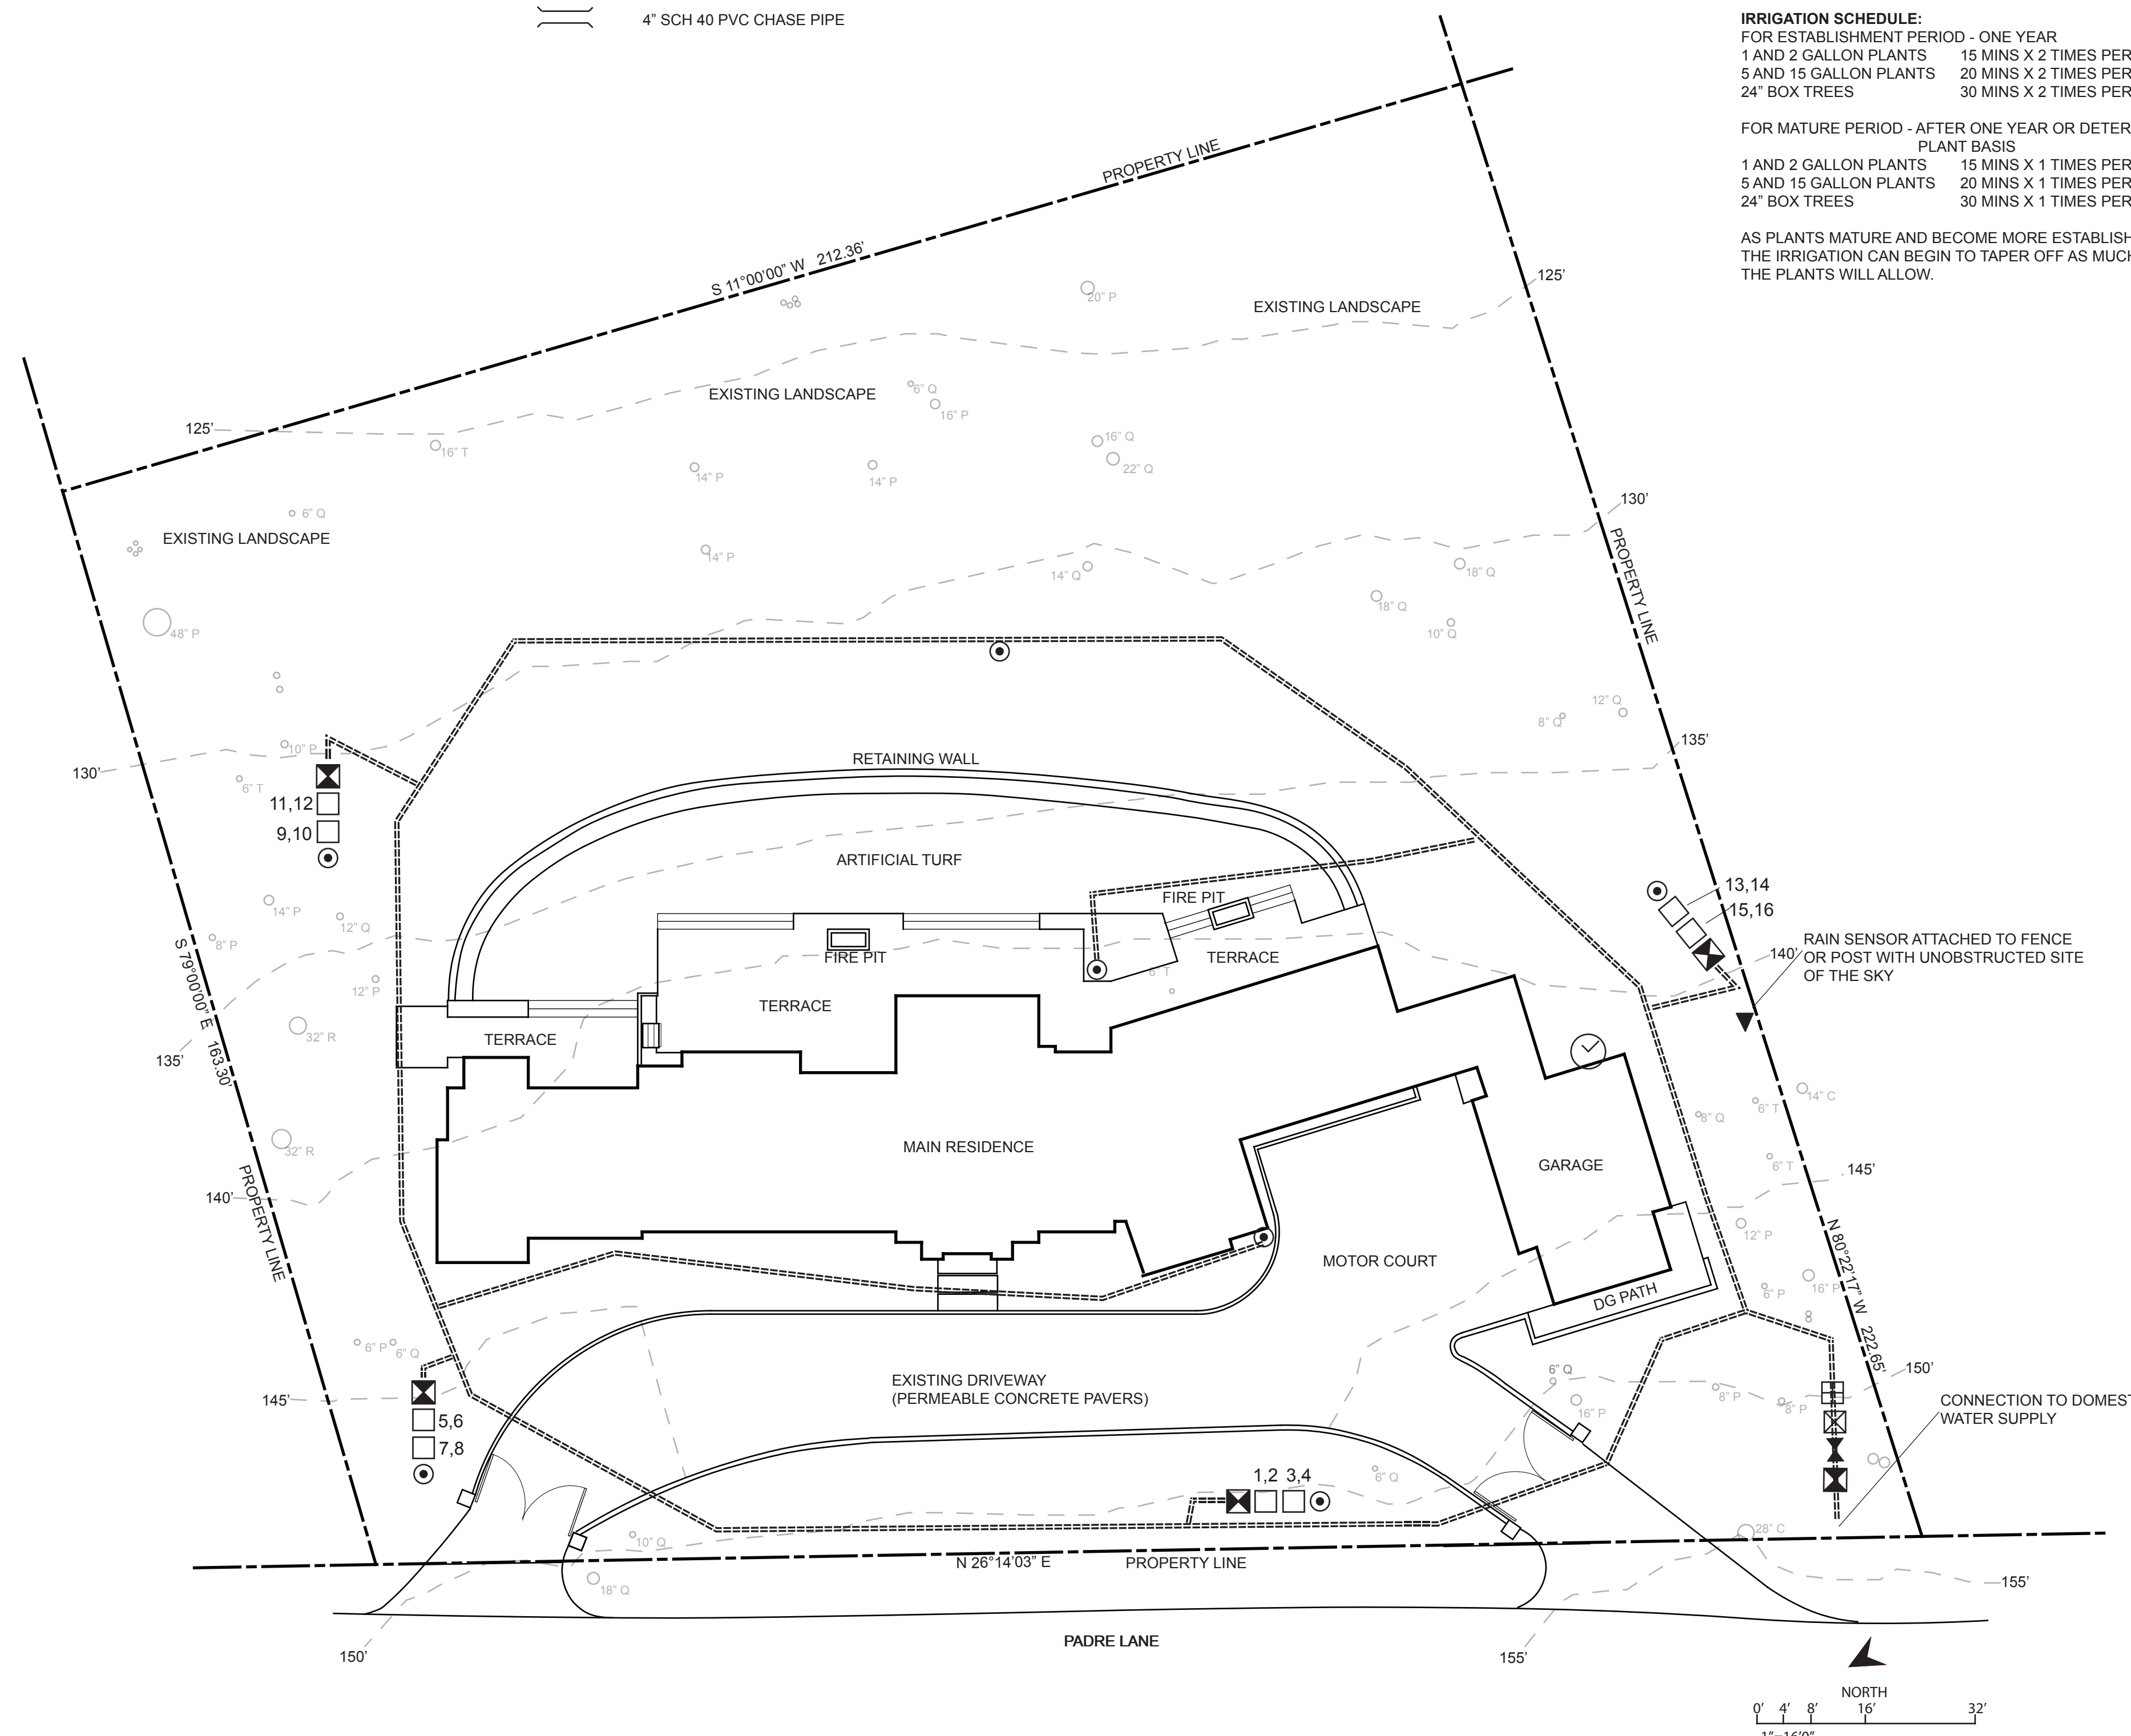 4” SCH 40 PVC CHASE PIPE
IRRIGATION SCHEDULE:
FOR ESTABLISHMENT PERIOD - ONE YEAR
1 AND 2 GALLON PLANTS 15 MINS X 2 TIMES PER
5 AND 15 GALLON PLANTS 20 MINS X 2 TIMES PER
24” BOX TREES 30 MINS X 2 TIMES PER
FOR MATURE PERIOD - AFTER ONE YEAR OR DETER
PLANT BASIS
1 AND 2 GALLON PLANTS 15 MINS X 1 TIMES PER
5 AND 15 GALLON PLANTS 20 MINS X 1 TIMES PER
24” BOX TREES 30 MINS X 1 TIMES PER
AS PLANTS MATURE AND BECOME MORE ESTABLISH
THE IRRIGATION CAN BEGIN TO TAPER OFF AS MUCH
THE PLANTS WILL ALLOW.
PROPERTY LINE
S 11°00’00” W 212.36’
125’
20” P
EXISTING LANDSCAPE
EXISTING LANDSCAPE
6” Q
16” P
125’
16” T
16” Q
22” Q
14” P
14” P
130’
6” Q
EXISTING LANDSCAPE
14” P
14” Q
18” Q
18” Q
10” Q
PROPERTY LINE
48” P
12” Q
8” Q
135’
10” P
130’
6” T
11,12
9,10
RETAINING WALL
ARTIFICIAL TURF
FIRE PIT
13,14
15,16
14” P
12” Q
8” P
RAIN SENSOR ATTACHED TO FENCE
OR POST WITH UNOBSTRUCTED SITE
OF THE SKY
140’
FIRE PIT
TERRACE
6” T
12” P
TERRACE
TERRACE
S 79°00’00” E 163.30’
32” R
135’
14” C
6” T
8” Q
32” R
MAIN RESIDENCE
GARAGE
6” T
145’
PROPERTY LINE
140’
12” P
N 80°22’17” W 222.65’
MOTOR COURT
16” P
6” P
DG PATH
6” P
6” Q
6” Q
150’
EXISTING DRIVEWAY
(PERMEABLE CONCRETE PAVERS)
8” P
8” P
16” P
145’
5,6
7,8
CONNECTION TO DOMEST
WATER SUPPLY
1,2 3,4
6” Q
10” Q
28” C
N 26°14’03” E PROPERTY LINE
18” Q
155’
PADRE LANE
150’
155’
NORTH
0’ 4’ 8’ 16’ 32’
1”=16’0”